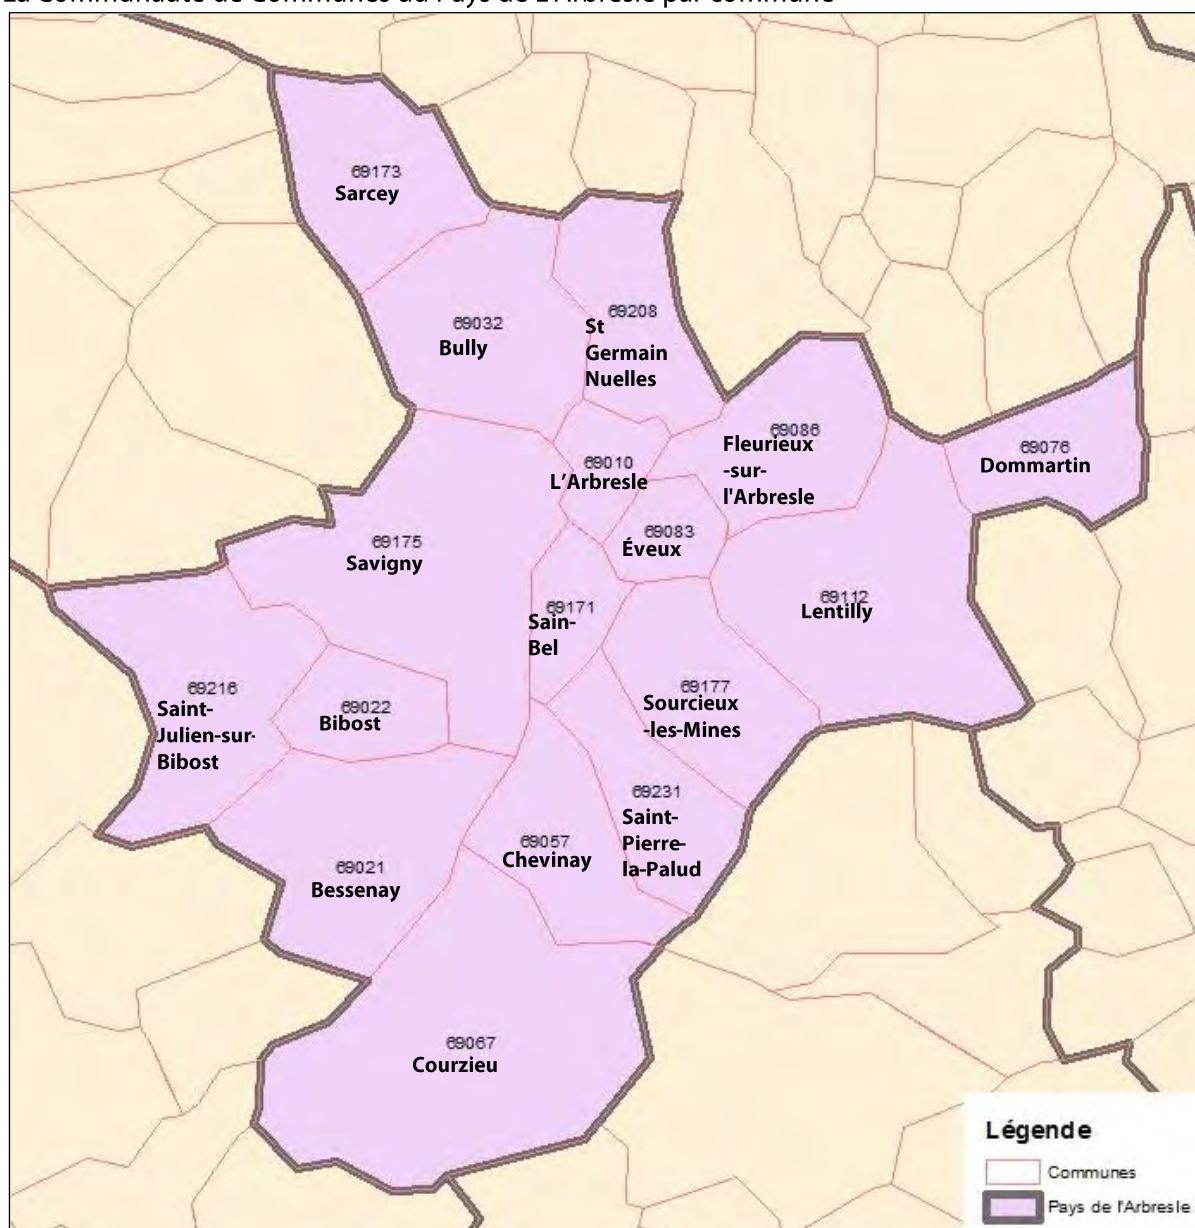 La Communauté de Communes du Pays de L'Arbresle par commune
69173
Sarcey
69032
Bully
69208
St
Germain
Nuelles
69086
Fleurieux
-sur-
l'Arbresle
69076
Dommartin
69010
L'Arbresle
69083
Éveux
69175
Savigny
69171
Sain-
Bel
69112
Lentilly
69216
Saint-
Julien-sur-
Bibost
69022
Bibost
69177
Sourcieux
-les-Mines
69231
Saint-
Pierre-
la-Palud
69057
Chevinay
69021
Bessenay
69067
Courzieu
Légende
Communes
Pays de l'Arbresle